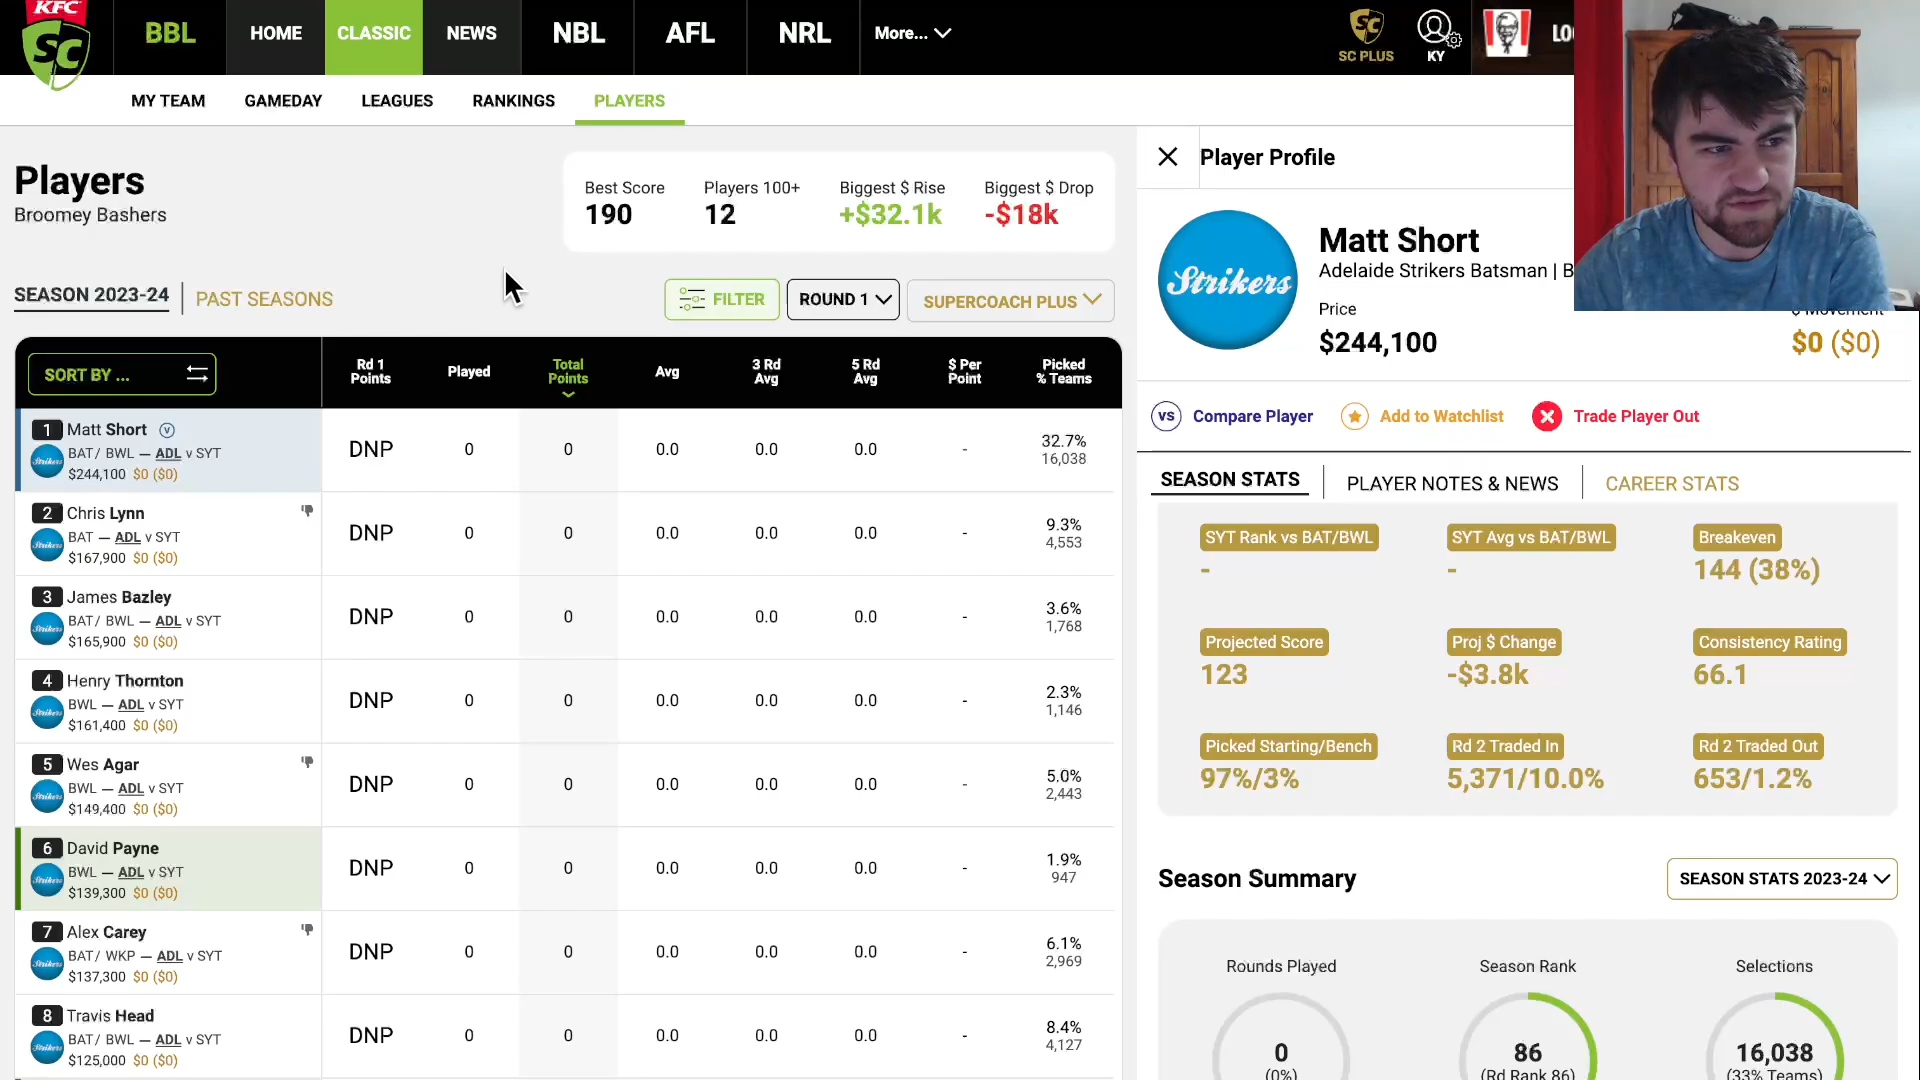 KFC
SC
BBL
HOME
CLASSIC
NEWS
NBL
AFL
NRL
More...
SC
SC PLUS
KY
MY TEAM
GAMEDAY
LEAGUES
RANKINGS
PLAYERS
Players
Broomey Bashers
Best Score
190
Players 100+
12
Biggest $ Rise
+$32.1k
Biggest $ Drop
-$18k
SEASON 2023-24
PAST SEASONS
FILTER
ROUND 1
SUPERCOACH PLUS
SORT BY ...
Rd 1 Points
Played
Total Points
Avg
3 Rd Avg
5 Rd Avg
$ Per Point
Picked % Teams
1 Matt Short V
Strikers
BAT/ BWL — ADL v SYT
$244,100 $0 ($0)
DNP 0 0 0.0 0.0 0.0 - 32.7%
16,038
2 Chris Lynn
Strikers
BAT — ADL v SYT
$167,900 $0 ($0)
DNP 0 0 0.0 0.0 0.0 - 9.3%
4,553
3 James Bazley
Strikers
BAT/ BWL — ADL v SYT
$165,900 $0 ($0)
DNP 0 0 0.0 0.0 0.0 - 3.6%
1,768
4 Henry Thornton
Strikers
BWL — ADL v SYT
$161,400 $0 ($0)
DNP 0 0 0.0 0.0 0.0 - 2.3%
1,146
5 Wes Agar
Strikers
BWL — ADL v SYT
$149,400 $0 ($0)
DNP 0 0 0.0 0.0 0.0 - 5.0%
2,443
6 David Payne
Strikers
BWL — ADL v SYT
$139,300 $0 ($0)
DNP 0 0 0.0 0.0 0.0 - 1.9%
947
7 Alex Carey
Strikers
BAT/ WKP — ADL v SYT
$137,300 $0 ($0)
DNP 0 0 0.0 0.0 0.0 - 6.1%
2,969
8 Travis Head
Strikers
BAT/ BWL — ADL v SYT
$125,000 $0 ($0)
DNP 0 0 0.0 0.0 0.0 - 8.4%
4,127
Player Profile
Strikers
Matt Short
Adelaide Strikers Batsman | B
Price
$244,100
$0 ($0)
VS Compare Player
Add to Watchlist
Trade Player Out
SEASON STATS
PLAYER NOTES & NEWS
CAREER STATS
SYT Rank vs BAT/BWL
-
SYT Avg vs BAT/BWL
-
Breakeven
144 (38%)
Projected Score
123
Proj $ Change
-$3.8k
Consistency Rating
66.1
Picked Starting/Bench
97%/3%
Rd 2 Traded In
5,371/10.0%
Rd 2 Traded Out
653/1.2%
Season Summary
SEASON STATS 2023-24
Rounds Played
0
(0%)
Season Rank
86
(Rd Rank 86)
Selections
16,038
(33% Teams)